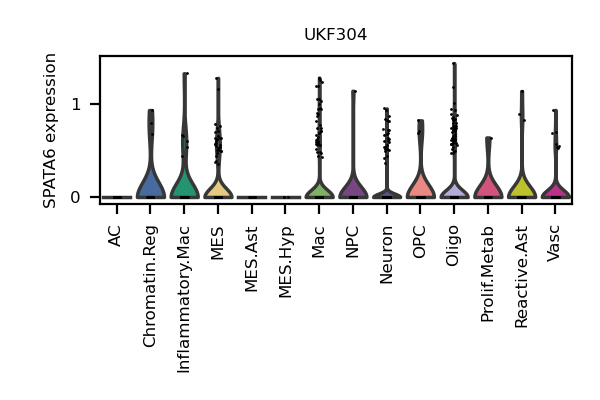 UKF304
SPATA6 expression
1
0
AC
Chromatin.Reg
Inflammatory.Mac
MES
MES.Ast
MES.Hyp
Mac
NPC
Neuron
OPC
Oligo
Prolif.Metab
Reactive.Ast
Vasc